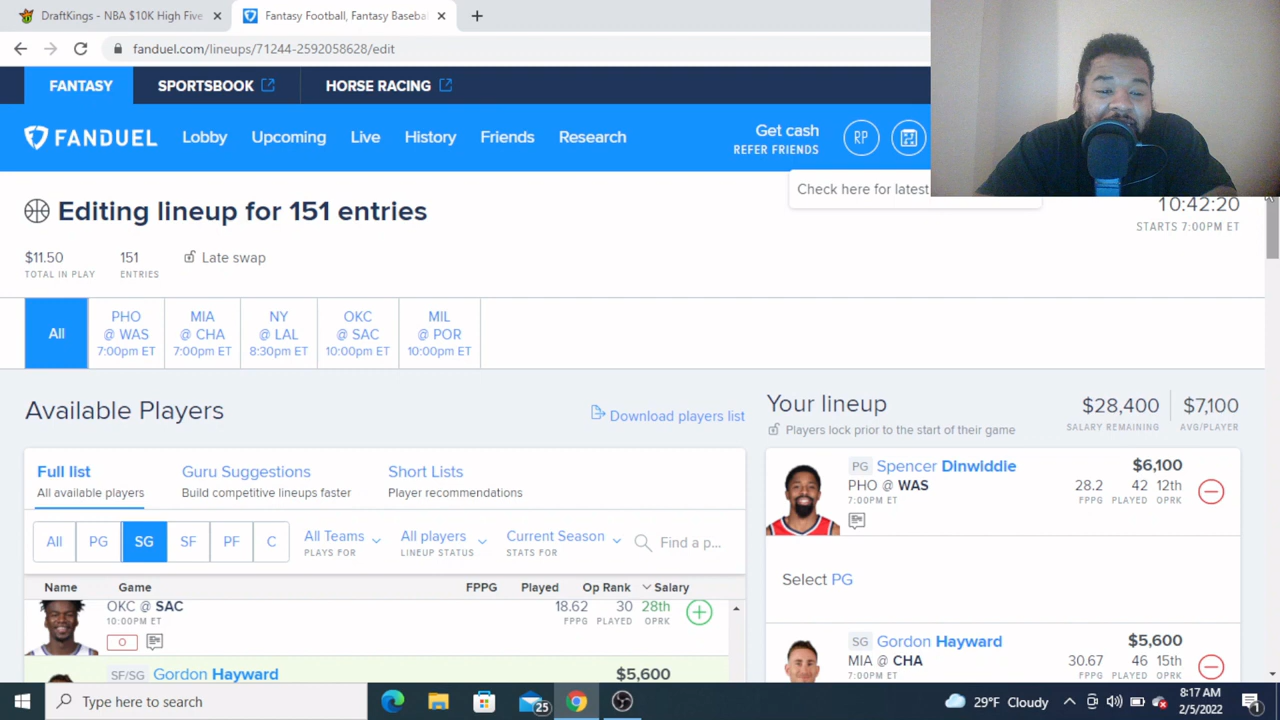 DraftKings - NBA $10K High Five
Fantasy Football, Fantasy Baseba
fanduel.com/lineups/71244-2592058628/edit
FANTASY SPORTSBOOK HORSE RACING
FANDUEL Lobby Upcoming Live History Friends Research
Get cash
REFER FRIENDS
RP
Check here for latest
Editing lineup for 151 entries
10:42:20
STARTS 7:00PM ET
$11.50 151 Late swap
TOTAL IN PLAY ENTRIES
All
PHO
@ WAS
7:00pm ET
MIA
@ CHA
7:00pm ET
NY
@ LAL
8:30pm ET
OKC
@ SAC
10:00pm ET
MIL
@ POR
10:00pm ET
Available Players
Download players list
Full list Guru Suggestions Short Lists
All available players Build competitive lineups faster Player recommendations
All PG SG SF PF C
All Teams All players Current Season Find a p...
PLAYS FOR LINEUP STATUS STATS FOR
Name Game FPPG Played Op Rank Salary
OKC @ SAC 18.62 30 28th
10:00PM ET FPPG PLAYED OPRK
O
SF/SG Gordon Hayward $5,600
Your lineup
Players lock prior to the start of their game
$28,400 $7,100
SALARY REMAINING AVG/PLAYER
PG Spencer Dinwiddie $6,100
PHO @ WAS 28.2 42 12th
7:00PM ET FPPG PLAYED OPRK
Select PG
SG Gordon Hayward $5,600
MIA @ CHA 30.67 46 15th
7:00PM ET FPPG PLAYED OPRK
Type here to search
25
29°F Cloudy
8:17 AM
2/5/2022
1